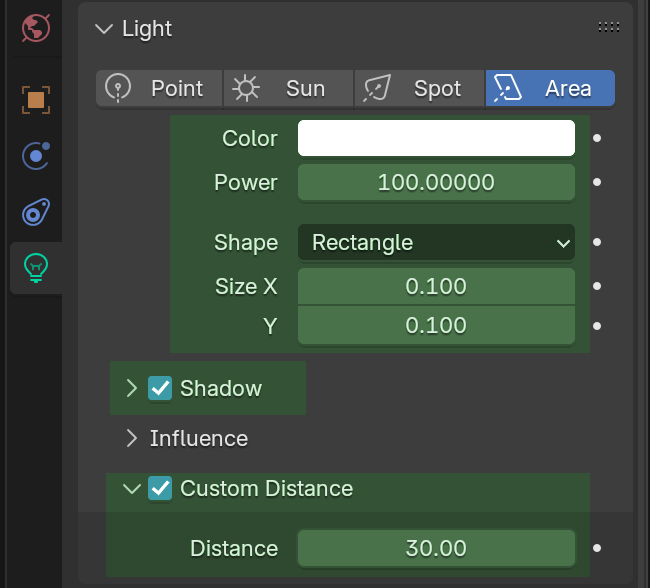 Light
Point Sun Spot Area
Color
Power 100.00000
Shape Rectangle
Size X 0.100
Y 0.100
Shadow
Influence
Custom Distance
Distance 30.00